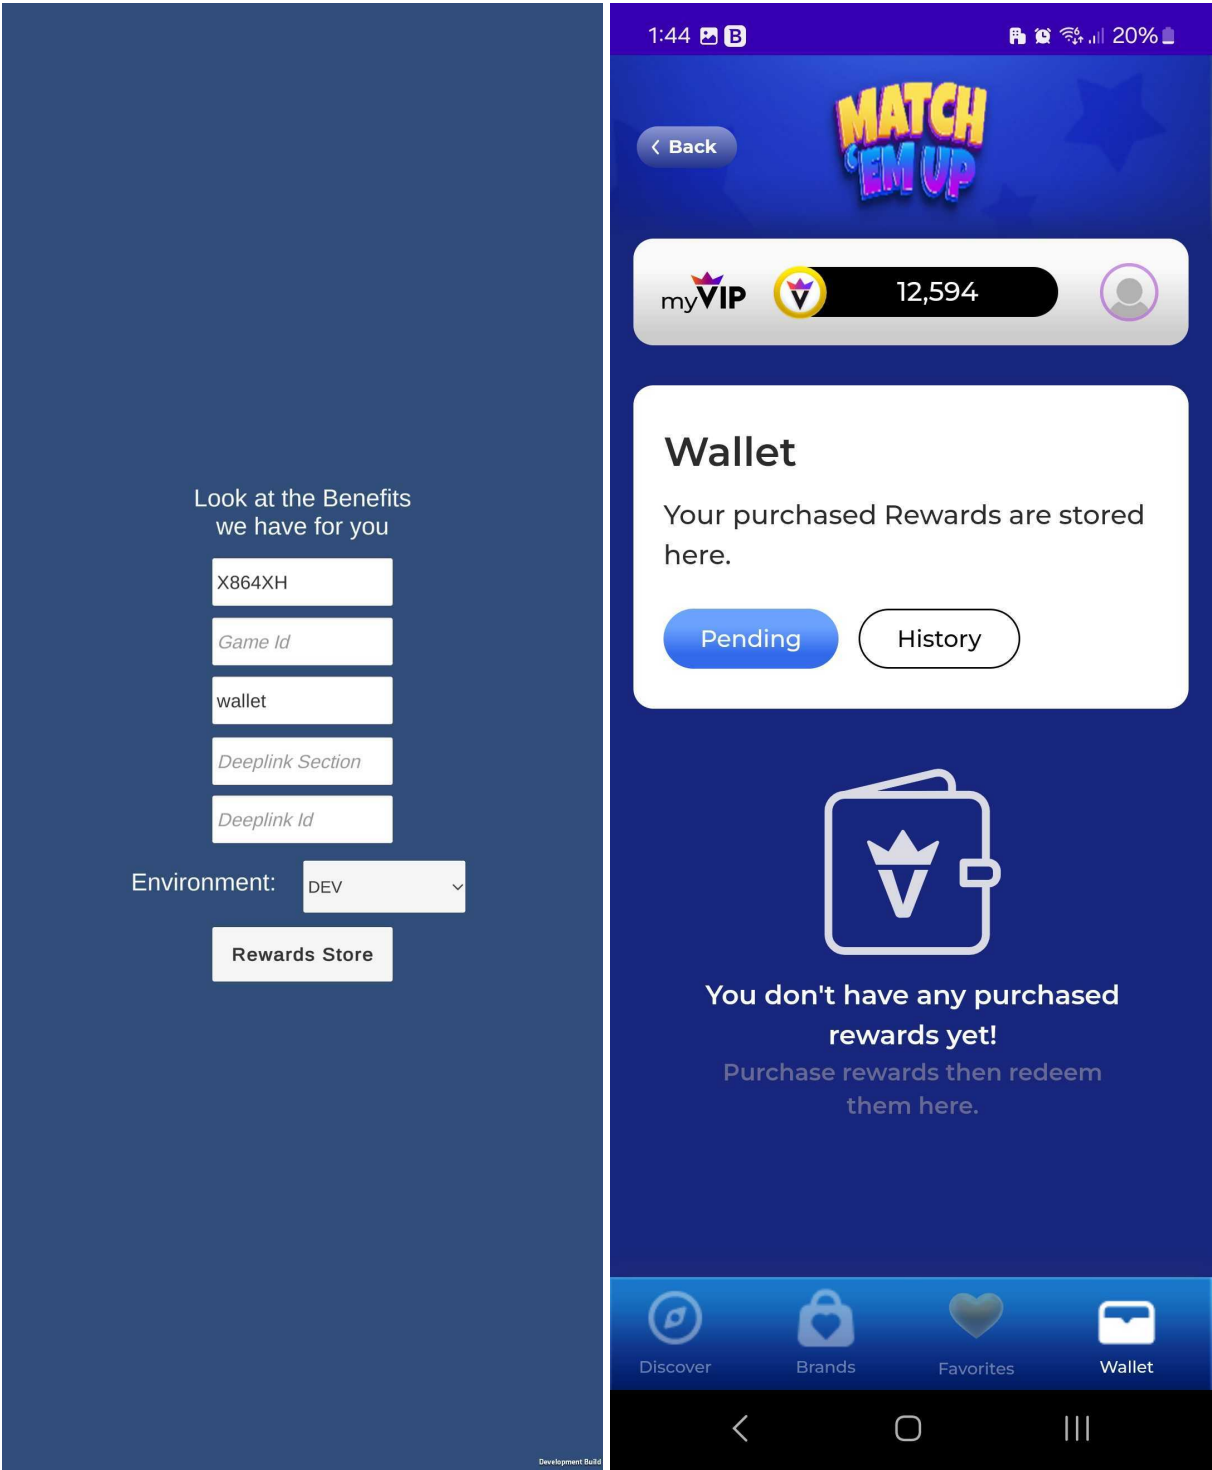 Look at the Benefits
we have for you
X864XH
Game Id
wallet
Deeplink Section
Deeplink Id
Environment:
DEV
Rewards Store
Development Build
1:44
B
20%
Back
MATCH
'EM UP
myVIP
V
12,594
Wallet
Your purchased Rewards are stored
here.
Pending
History
V
You don't have any purchased
rewards yet!
Purchase rewards then redeem
them here.
Discover
Brands
Favorites
Wallet